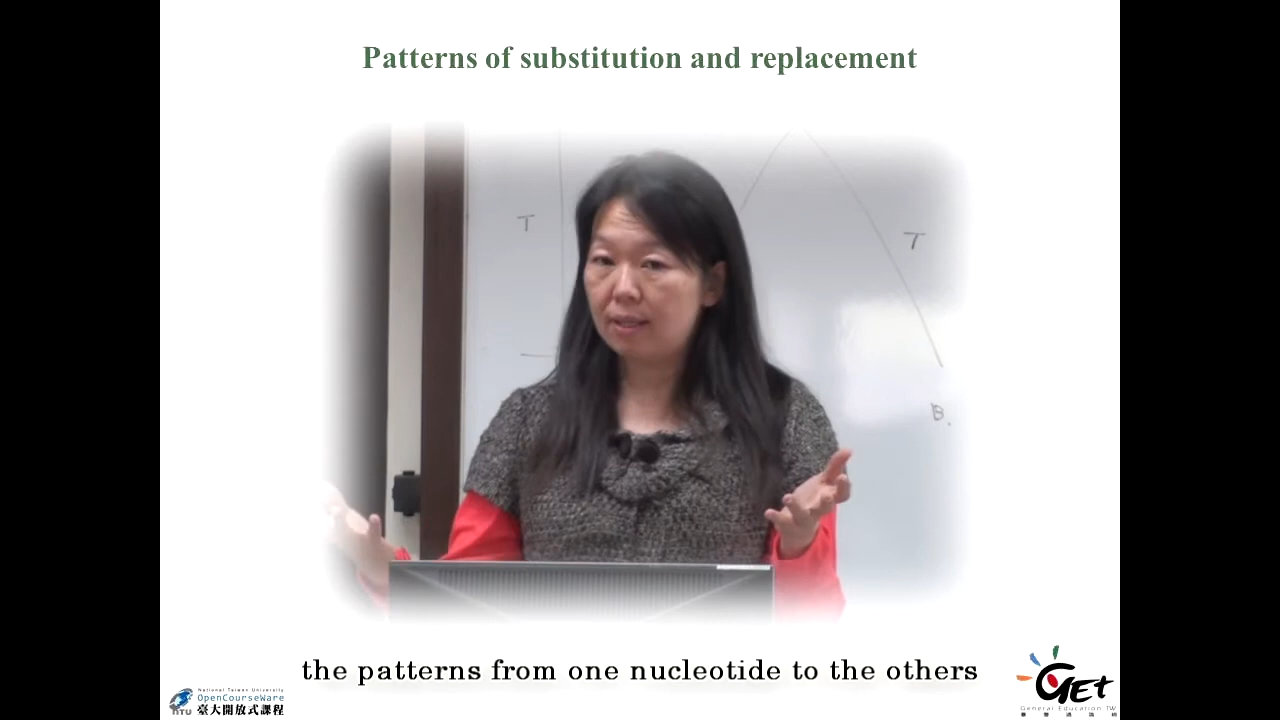 Patterns of substitution and replacement
T
T
B.
the patterns from one nucleotide to the others
National Taiwan University
OpenCourseWare
NTU 臺大開放式課程
GET
General Education TW